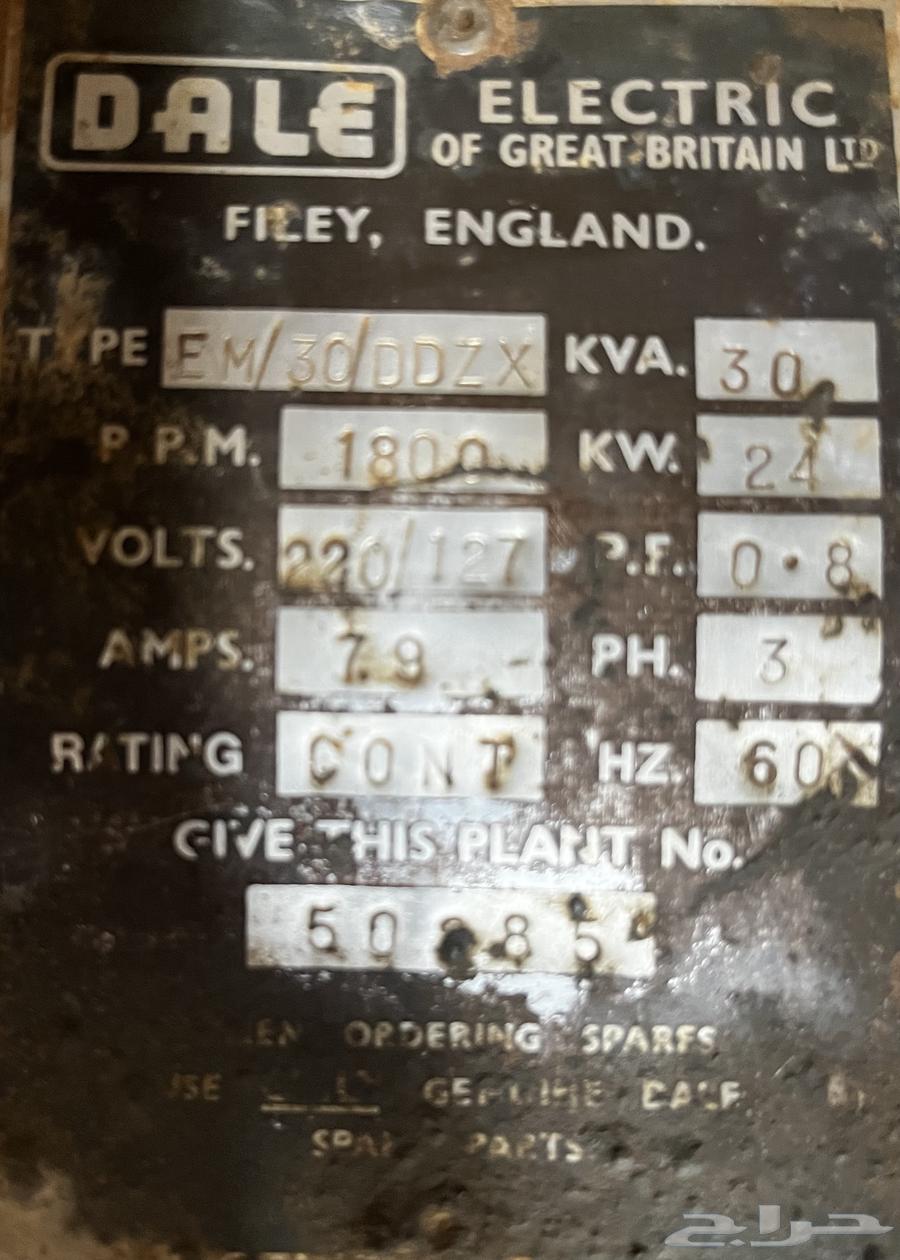 DALE ELECTRIC
OF GREAT BRITAIN LTD
FILEY, ENGLAND.
TYPE EM/30/DDZX KVA. 30
R.P.M. 1800 KW. 24
VOLTS. 220/127 P.F. 0.8
AMPS. 79 PH. 3
RATING CONT HZ. 60
GIVE THIS PLANT No.
ORDERING SPARES
USE GENUINE DALE
PARTS
حراج